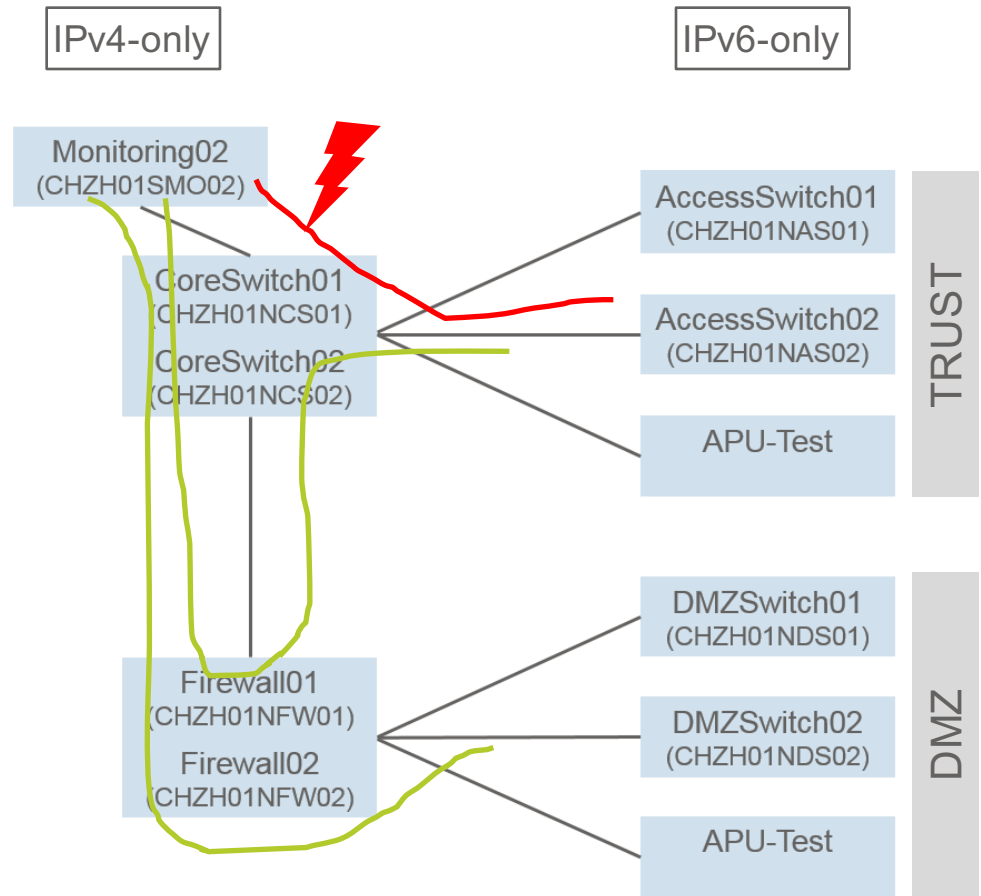 IPv4-only
IPv6-only
Monitoring02
(CHZH01SMO02)
CoreSwitch01
(CHZH01NCS01)
CoreSwitch02
(CHZH01NCS02)
AccessSwitch01
(CHZH01NAS01)
AccessSwitch02
(CHZH01NAS02)
APU-Test
TRUST
Firewall01
(CHZH01NFW01)
Firewall02
(CHZH01NFW02)
DMZSwitch01
(CHZH01NDS01)
DMZSwitch02
(CHZH01NDS02)
APU-Test
DMZ